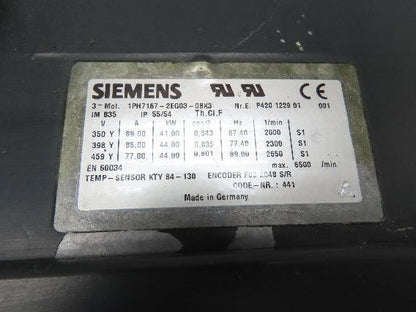 SIEMENS
3~ Mot. 1PH7167-2EG03-0BK3 Nr.E. P420 1229 01 001
IM B35 IP 55/54 Th.Cl.F
V A kW cosφ Hz 1/min
350 Y 89.00 41.00 0.843 67.40 2000 S1
398 Y 85.00 44.00 0.835 77.40 2300 S1
459 Y 77.00 44.00 0.801 89.00 2650 S1
EN 60034 max. 6500 /min
TEMP-SENSOR KTY 84-130 ENCODER 2048 S/R
CODE-NR.: 441
Made in Germany